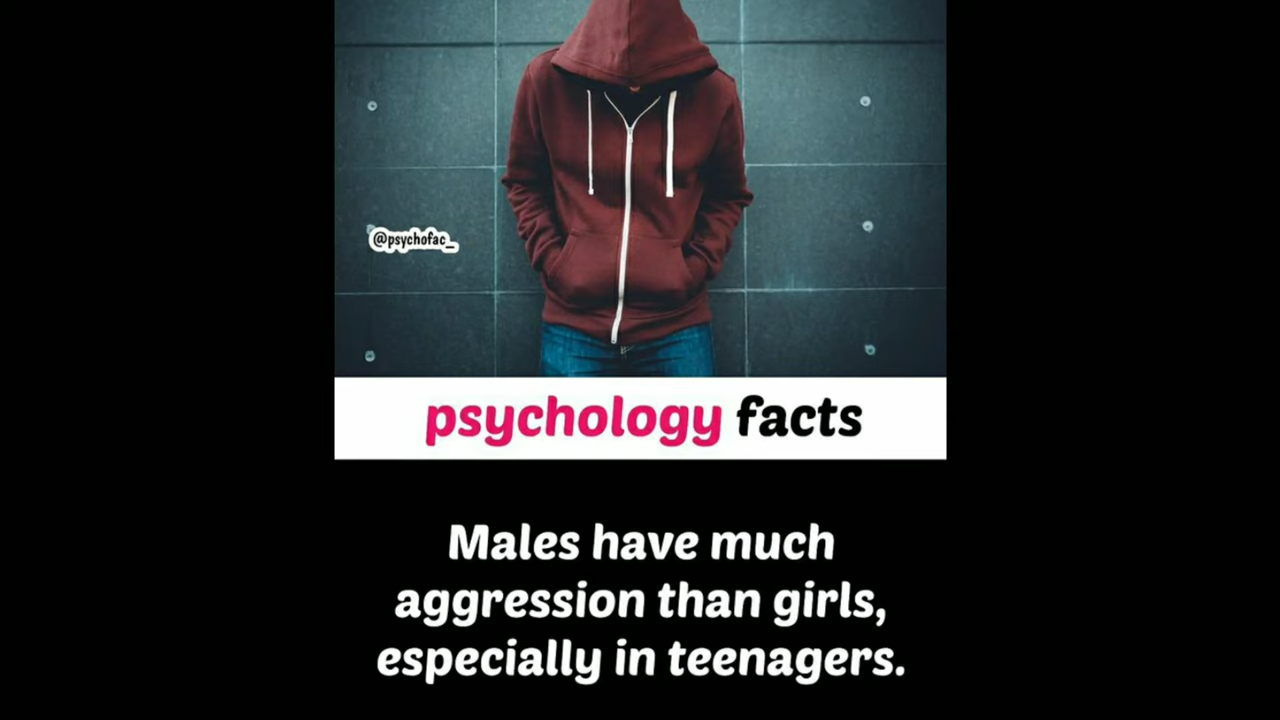 @psychofac_
psychology facts
Males have much
aggression than girls,
especially in teenagers.